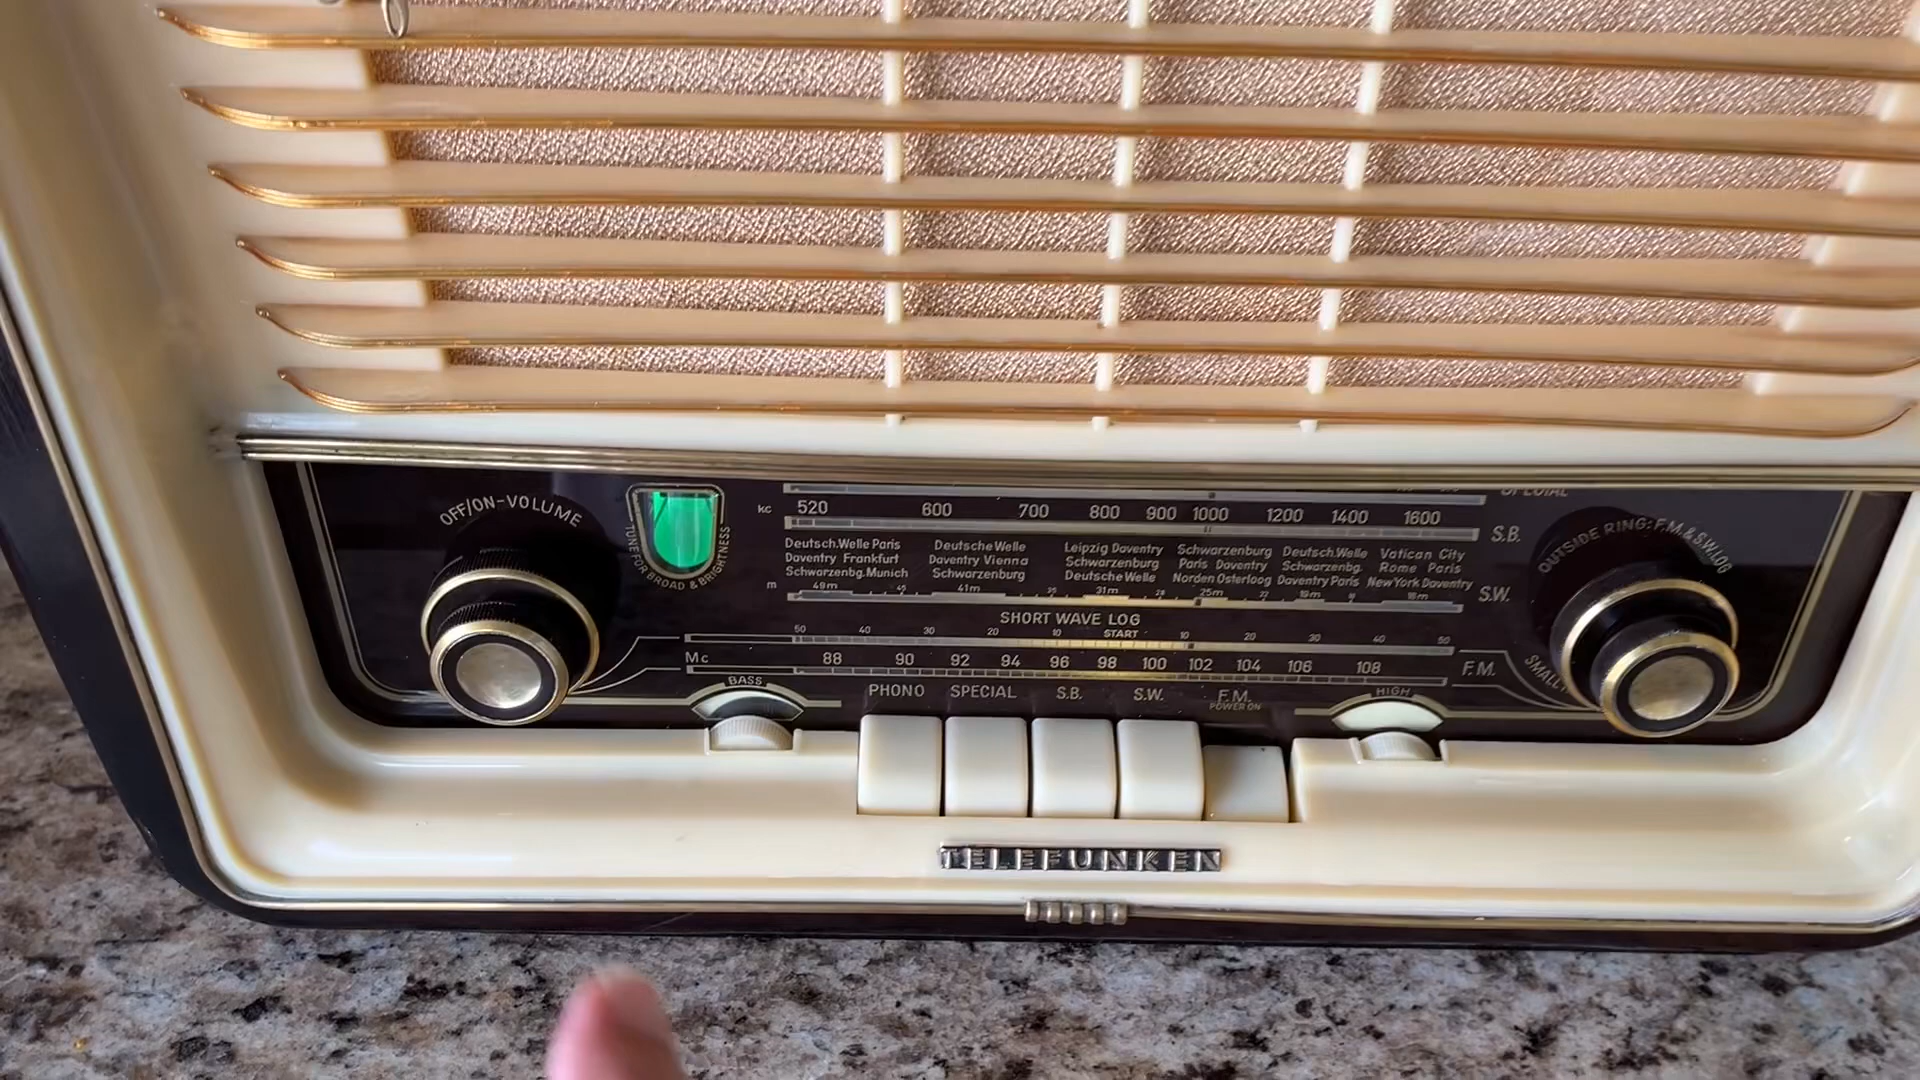 OFF/ON-VOLUME
TUNE FOR BROAD & BRIGHTNESS
SPECIAL
kc 520 600 700 800 900 1000 1200 1400 1600 S.B.
Deutsch.Welle Paris Deutsche Welle Leipzig Daventry Schwarzenburg Deutsch.Welle Vatican City
Daventry Frankfurt Daventry Vienna Schwarzenburg Paris Daventry Schwarzenbg. Rome Paris
Schwarzenbg.Munich Schwarzenburg Deutsche Welle Norden Osterloog Daventry Paris New York Daventry
m 49m 41m 31m 25m 19m 16m S.W.
SHORT WAVE LOG
50 40 30 20 10 START 10 20 30 40 50
Mc 88 90 92 94 96 98 100 102 104 106 108 F.M.
OUTSIDE RING: F.M. & S.W. LOG
SMALL
BASS
PHONO SPECIAL S.B. S.W. F.M.
POWER ON
HIGH
TELEFUNKEN